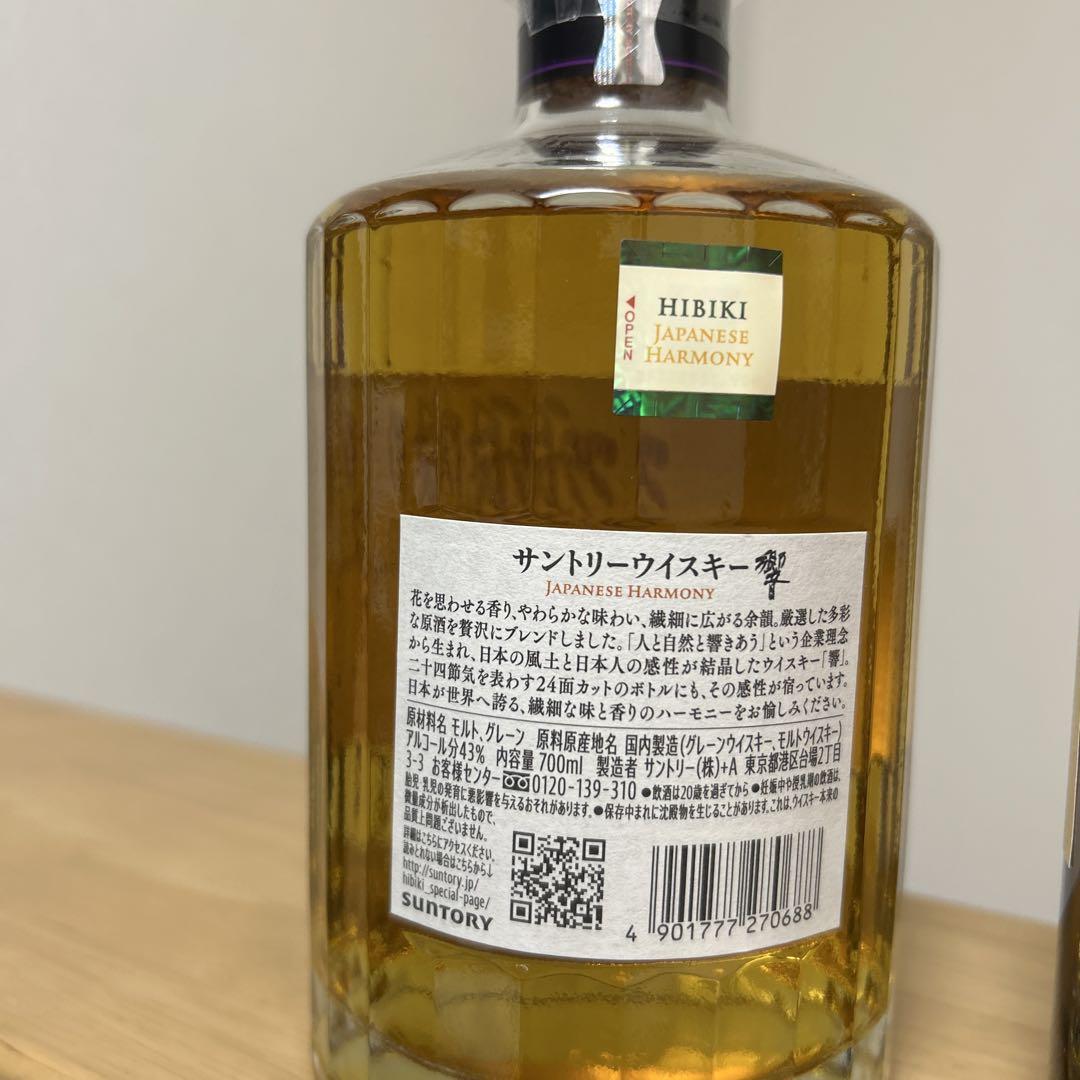 OPEN
HIBIKI
JAPANESE
HARMONY
サントリーウイスキー 響
JAPANESE HARMONY
花を思わせる香り、やわらかな味わい、繊細に広がる余韻。厳選した多彩
な原酒を贅沢にブレンドしました。「人と自然と響きあう」という企業理念
から生まれ、日本の風土と日本人の感性が結晶したウイスキー「響」。
二十四節気を表わす24面カットのボトルにも、その感性が宿っています。
日本が世界へ誇る、繊細な味と香りのハーモニーをお愉しみください。
原材料名 モルト、グレーン 原料原産地名 国内製造(グレーンウイスキー、モルトウイスキー)
アルコール分43% 内容量700ml 製造者 サントリー(株)+A 東京都港区台場2丁目
3-3 お客様センター 0120-139-310 ●飲酒は20歳を過ぎてから ●妊娠中や授乳期の飲酒は、
胎児・乳児の発育に悪影響を与えるおそれがあります。●保存中まれに沈殿物を生じることがあります。これは、ウイスキー本来の
微量成分が析出したもので、
品質上問題ございません。
詳細はこちらにアクセスください。
読みとれない場合はこちらから↓
http://suntory.jp/
hibiki_special-page/
SUNTORY
4 901777 270688